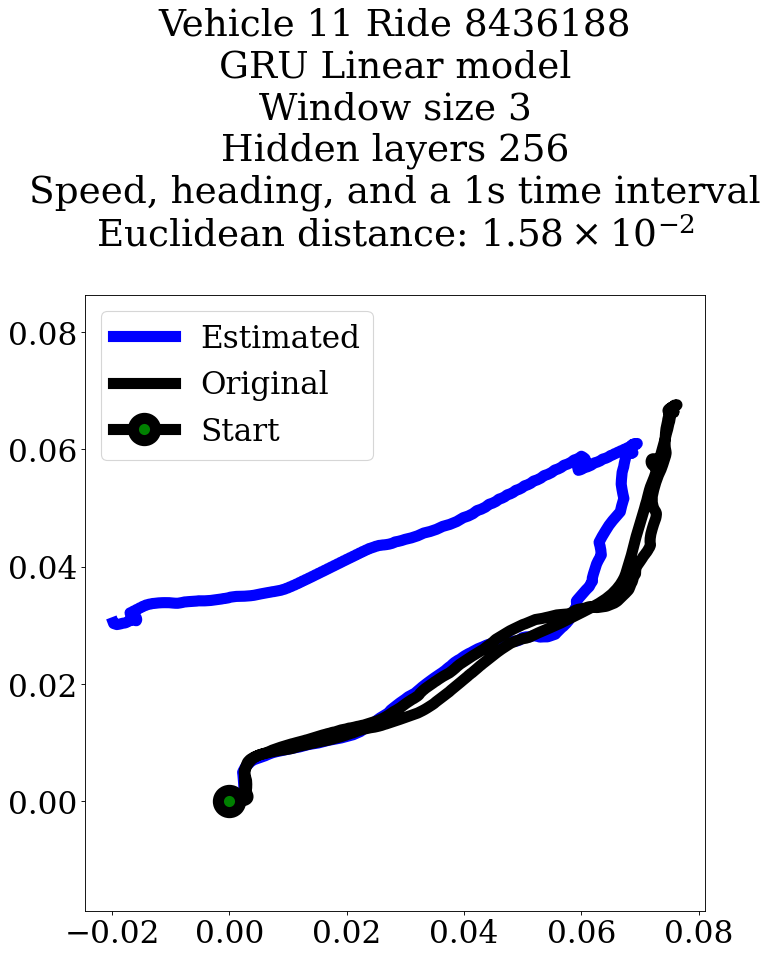 Vehicle 11 Ride 8436188
GRU Linear model
Window size 3
Hidden layers 256
Speed, heading, and a 1s time interval
Euclidean distance: 1.58 × 10⁻²
Estimated
Original
Start
0.08
0.06
0.04
0.02
0.00
−0.02 0.00 0.02 0.04 0.06 0.08